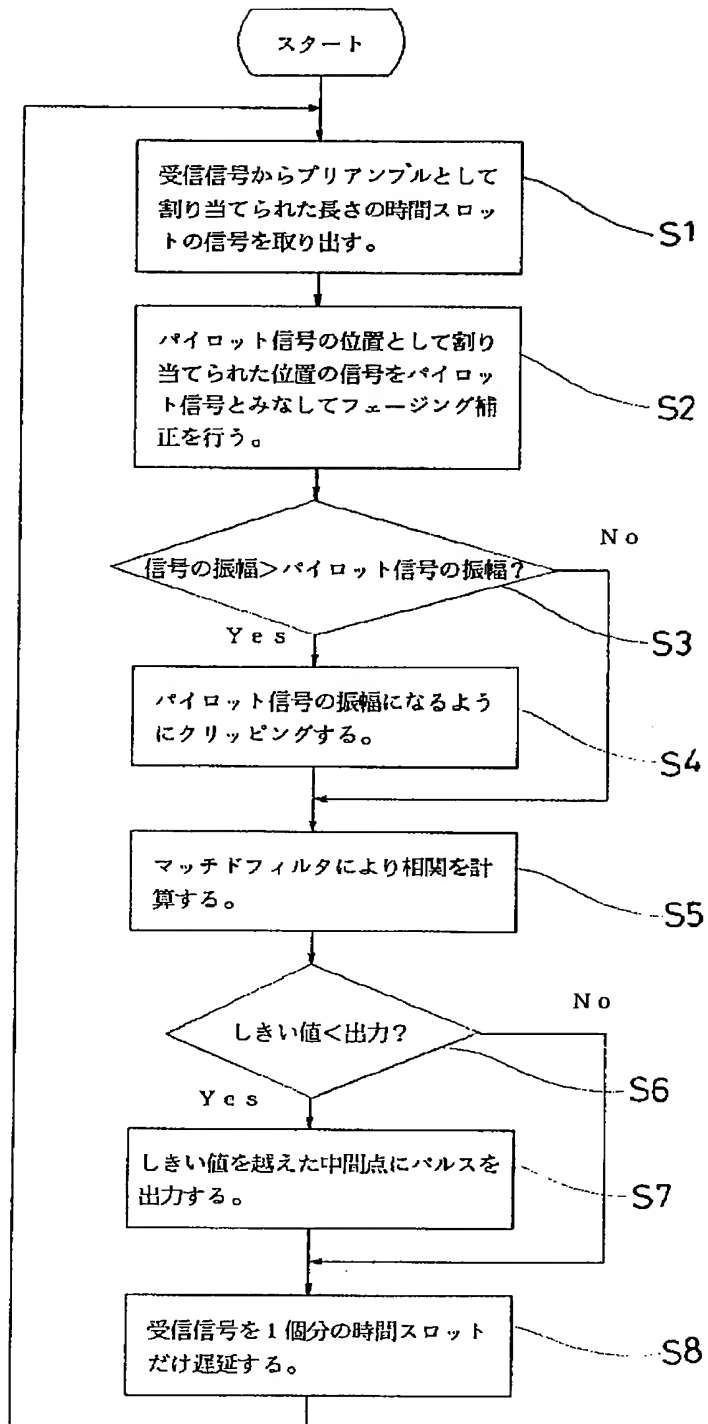 スタート
受信信号からプリアンブルとして
割り当てられた長さの時間スロッ
トの信号を取り出す。
S1
パイロット信号の位置として割り
当てられた位置の信号をパイロッ
ト信号とみなしてフェージング補
正を行う。
S2
信号の振幅>パイロット信号の振幅?
No
Yes
S3
パイロット信号の振幅になるよう
にクリッピングする。
S4
マッチドフィルタにより相関を計
算する。
S5
しきい値<出力?
No
Yes
S6
しきい値を越えた中間点にパルスを
出力する。
S7
受信信号を1個分の時間スロット
だけ遅延する。
S8